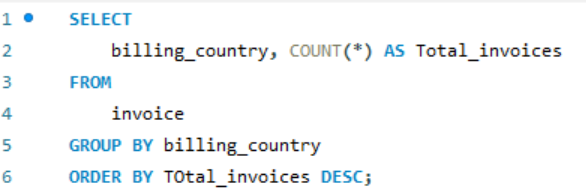 1 SELECT
2 billing_country, COUNT(*) AS Total_invoices
3 FROM
4 invoice
5 GROUP BY billing_country
6 ORDER BY TOtal_invoices DESC;